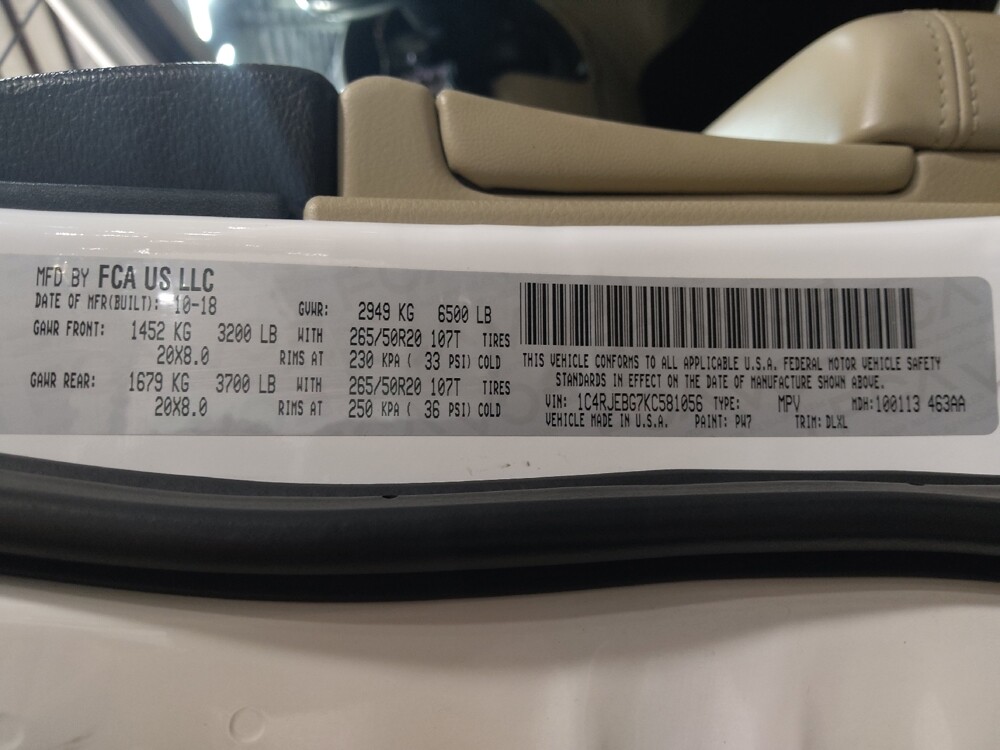 MFD BY FCA US LLC
DATE OF MFR(BUILT): 10-18 GVWR: 2949 KG 6500 LB
GAWR FRONT: 1452 KG 3200 LB WITH 265/50R20 107T TIRES
20X8.0 RIMS AT 230 KPA ( 33 PSI) COLD
GAWR REAR: 1679 KG 3700 LB WITH 265/50R20 107T TIRES
20X8.0 RIMS AT 250 KPA ( 36 PSI) COLD
THIS VEHICLE CONFORMS TO ALL APPLICABLE U.S.A. FEDERAL MOTOR VEHICLE SAFETY
STANDARDS IN EFFECT ON THE DATE OF MANUFACTURE SHOWN ABOVE.
VIN: 1C4RJEBG7KC581056 TYPE: MPV MDH:100113 463AA
VEHICLE MADE IN U.S.A. PAINT: PW7 TRIM: DLXL